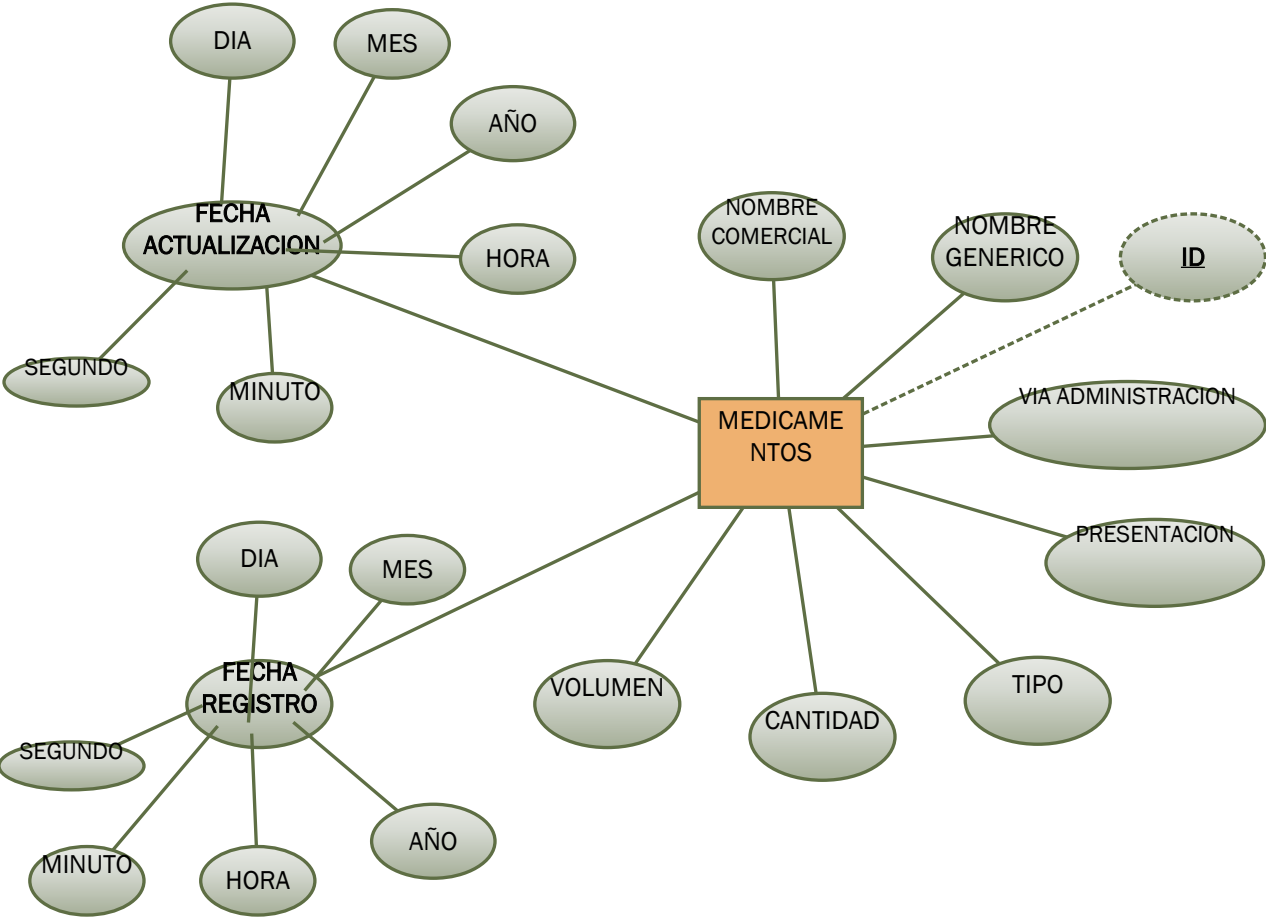 DIA
MES
AÑO
FECHA
ACTUALIZACION
HORA
SEGUNDO
MINUTO
NOMBRE
COMERCIAL
NOMBRE
GENERICO
ID
VIA ADMINISTRACION
MEDICAME
NTOS
PRESENTACION
DIA
MES
FECHA
REGISTRO
SEGUNDO
MINUTO
HORA
AÑO
VOLUMEN
CANTIDAD
TIPO